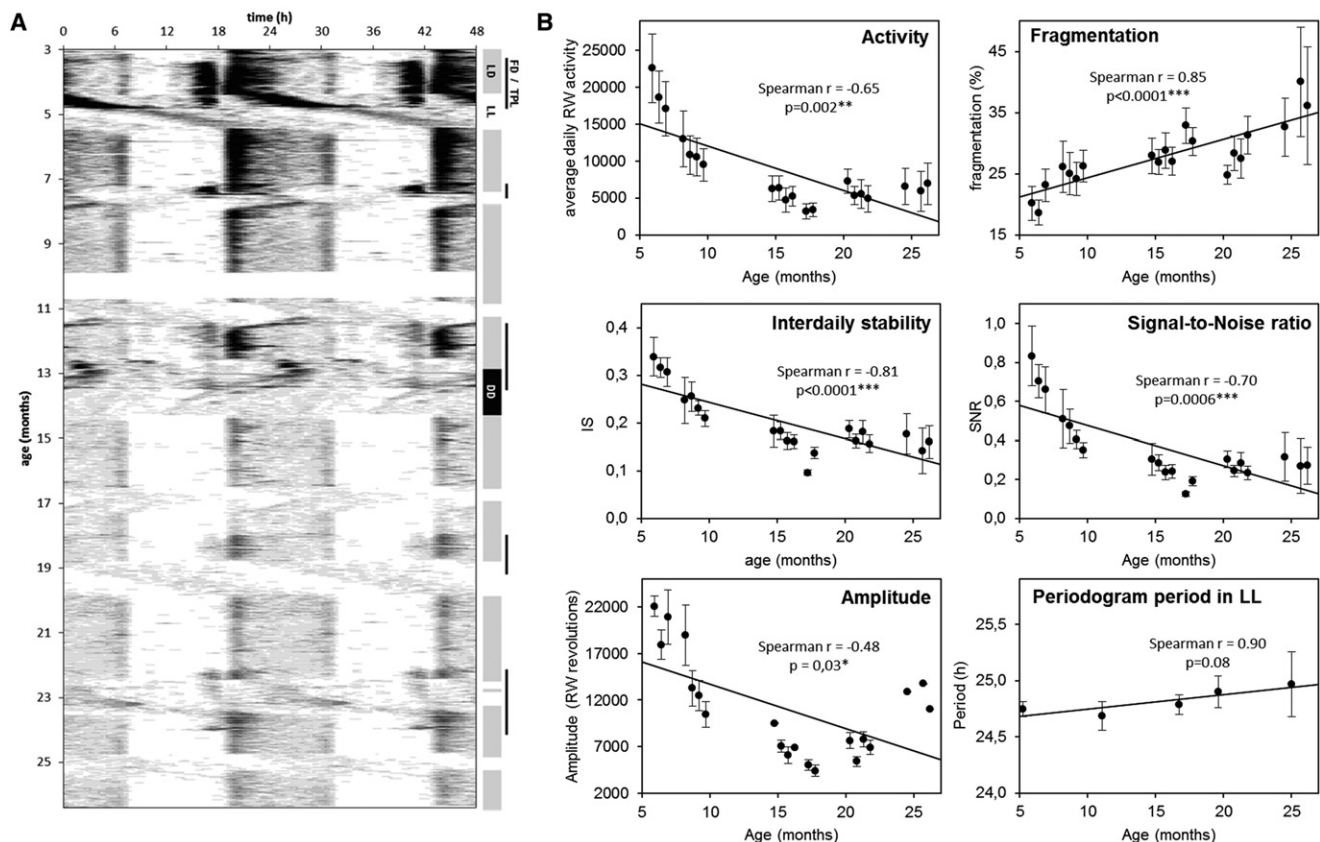 A
time (h)
0 6 12 18 24 30 36 42 48
3
5
7
9
11
13
15
17
19
21
23
25
age (months)
LD
LL
FD / TPL
DD
B
Activity
Spearman r = -0.65
p=0.002**
25000
20000
15000
10000
5000
0
average daily RW activity
5 10 15 20 25
Age (months)
Fragmentation
Spearman r = 0.85
p<0.0001***
45
35
25
15
fragmentation (%)
5 10 15 20 25
Age (months)
Interdaily stability
Spearman r = -0.81
p<0.0001***
0,4
0,3
0,2
0,1
0,0
IS
5 10 15 20 25
age (months)
Signal-to-Noise ratio
Spearman r = -0.70
p=0.0006***
1,0
0,8
0,6
0,4
0,2
0,0
SNR
5 10 15 20 25
Age (months)
Amplitude
Spearman r = -0.48
p = 0,03*
22000
17000
12000
7000
2000
Amplitude (RW revolutions)
5 10 15 20 25
Age (months)
Periodogram period in LL
Spearman r = 0.90
p=0.08
25,5
25,0
24,5
24,0
Period (h)
5 10 15 20 25
Age (months)